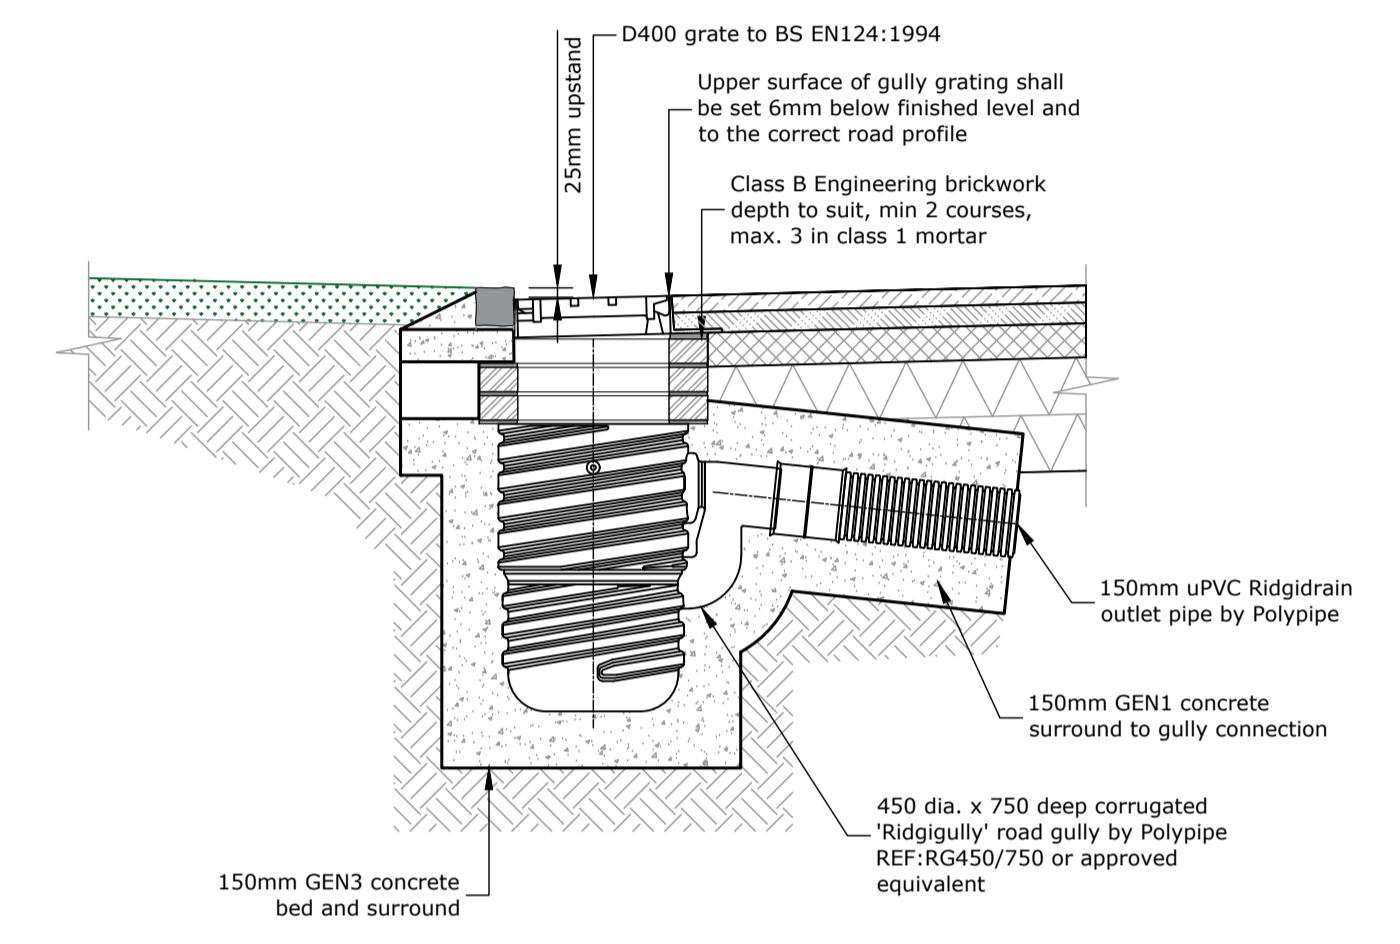 D400 grate to BS EN124:1994
25mm upstand
Upper surface of gully grating shall
be set 6mm below finished level and
to the correct road profile
Class B Engineering brickwork
depth to suit, min 2 courses,
max. 3 in class 1 mortar
150mm uPVC Ridgidrain
outlet pipe by Polypipe
150mm GEN1 concrete
surround to gully connection
450 dia. x 750 deep corrugated
'Ridgigully' road gully by Polypipe
REF:RG450/750 or approved
equivalent
150mm GEN3 concrete
bed and surround